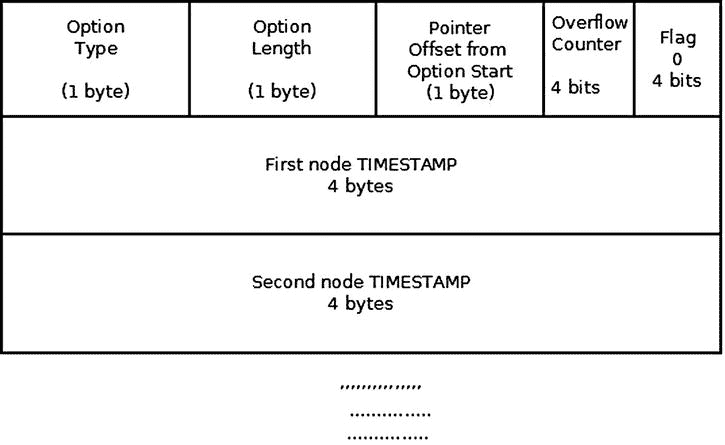 Option
Type
(1 byte)
Option
Length
(1 byte)
Pointer
Offset from
Option Start
(1 byte)
Overflow
Counter
4 bits
Flag
0
4 bits
First node TIMESTAMP
4 bytes
Second node TIMESTAMP
4 bytes
,,,,,,,,,,,,,,,
...............
...............